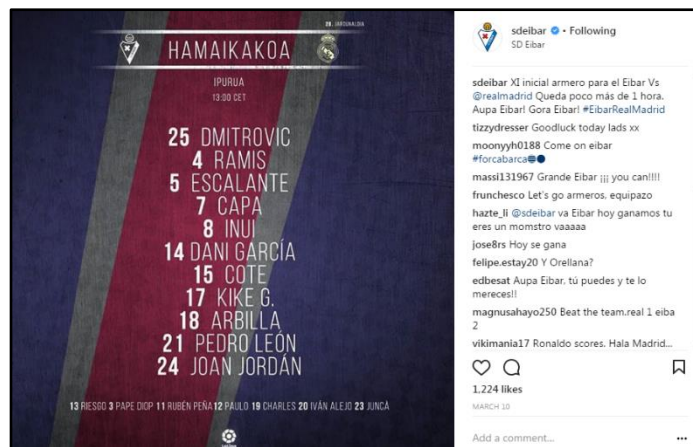 28. JARDUNALDIA
HAMAIKAKOA
IPURUA
13:00 CET
25 DMITROVIC
4 RAMIS
5 ESCALANTE
7 CAPA
8 INUI
14 DANI GARCÍA
15 COTE
17 KIKE G.
18 ARBILLA
21 PEDRO LEÓN
24 JOAN JORDÁN
13 RIESGO 3 PAPE DIOP 11 RUBÉN PEÑA 12 PAULO 19 CHARLES 20 IVÁN ALEJO 23 JUNCÀ
sdeibar • Following
SD Eibar
sdeibar XI inicial armero para el Eibar Vs
@realmadrid Queda poco más de 1 hora.
Aupa Eibar! Gora Eibar! #EibarRealMadrid
tizzydresser Goodluck today lads xx
moonyyh0188 Come on eibar
#forcabarca
massi131967 Grande Eibar ¡¡¡ you can!!!!
frunchesco Let's go armeros, equipazo
hazte_li @sdeibar va Eibar hoy ganamos tu
eres un momstro vaaaaa
jose8rs Hoy se gana
felipe.estay20 Y Orellana?
edbesat Aupa Eibar, tú puedes y te lo
mereces!!
magnusahayo250 Beat the team.real 1 eiba
2
vikimania17 Ronaldo scores. Hala Madrid...
1,224 likes
MARCH 10
Add a comment...